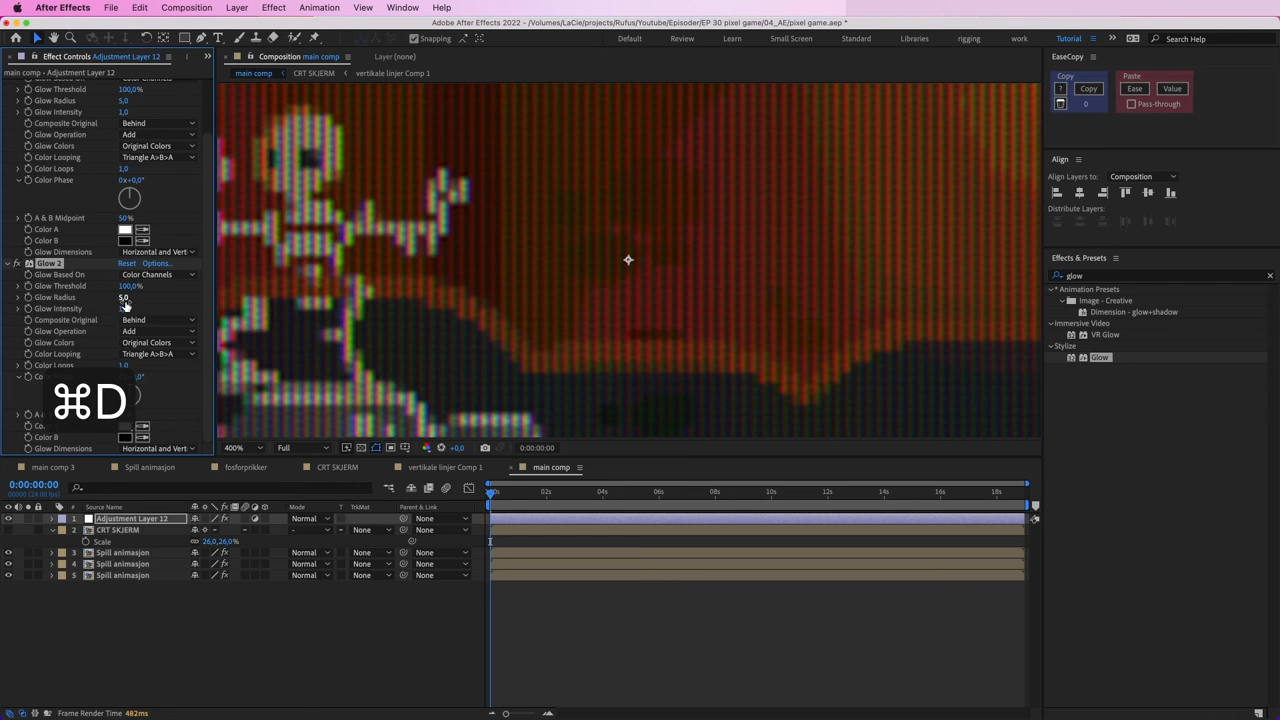 After Effects File Edit Composition Layer Effect Animation View Window Help
Adobe After Effects 2022 - /Volumes/LaCie/projects/Rufus/Youtube/Episoder/EP 30 pixel game/04_AE/pixel game.aep *
Snapping Default Review Learn Small Screen Standard Libraries rigging work Tutorial Search Help
Effect Controls Adjustment Layer 12 Composition main comp Layer (none) EaseCopy
main comp • Adjustment Layer 12 main comp CRT SKJERM vertikale linjer Comp 1
Copy Paste
? Copy Ease Value
0 Pass-through
Glow Threshold 100,0%
Glow Radius 5,0
Glow Intensity 1,0
Composite Original Behind
Glow Operation Add
Glow Colors Original Colors
Color Looping Triangle A>B>A
Color Loops 1,0
Color Phase 0x+0,0°
A & B Midpoint 50%
Color A
Color B
Glow Dimensions Horizontal and Vert
Glow 2 Reset Options...
Glow Based On Color Channels
Glow Threshold 100,0%
Glow Radius 5,0
Glow Intensity
Composite Original Behind
Glow Operation Add
Glow Colors Original Colors
Color Looping Triangle A>B>A
Color Loops 1,0
⌘D
Color B
Glow Dimensions Horizontal and Vert
Align
Align Layers to: Composition
Distribute Layers:
Effects & Presets
glow
* Animation Presets
Image - Creative
Dimension - glow+shadow
Immersive Video
VR Glow
Stylize
Glow
400% Full +0,0 0:00:00:00
main comp 3 Spill animasjon fosforprikker CRT SKJERM vertikale linjer Comp 1 main comp
0:00:00:00
00000 (24.00 fps)
# Source Name Mode T TrkMat Parent & Link
02s 04s 06s 08s 10s 12s 14s 16s 18s
1 Adjustment Layer 12 Normal None
2 CRT SKJERM - None None
Scale 26,0,26,0%
3 Spill animasjon Normal None None
4 Spill animasjon Normal None None
5 Spill animasjon Normal None None
Frame Render Time 482ms